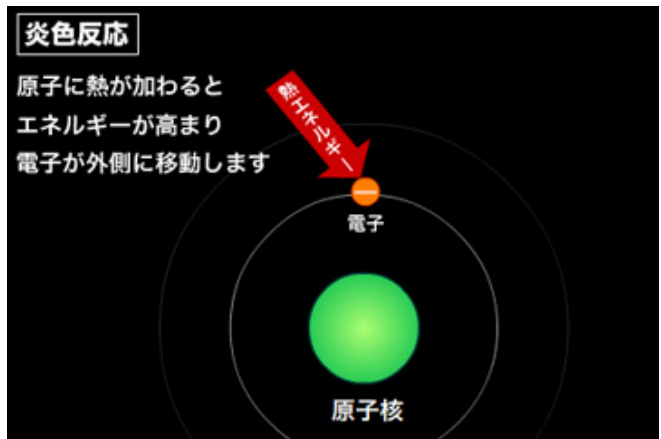 炎色反応
原子に熱が加わると
エネルギーが高まり
電子が外側に移動します
熱エネルギー
電子
原子核